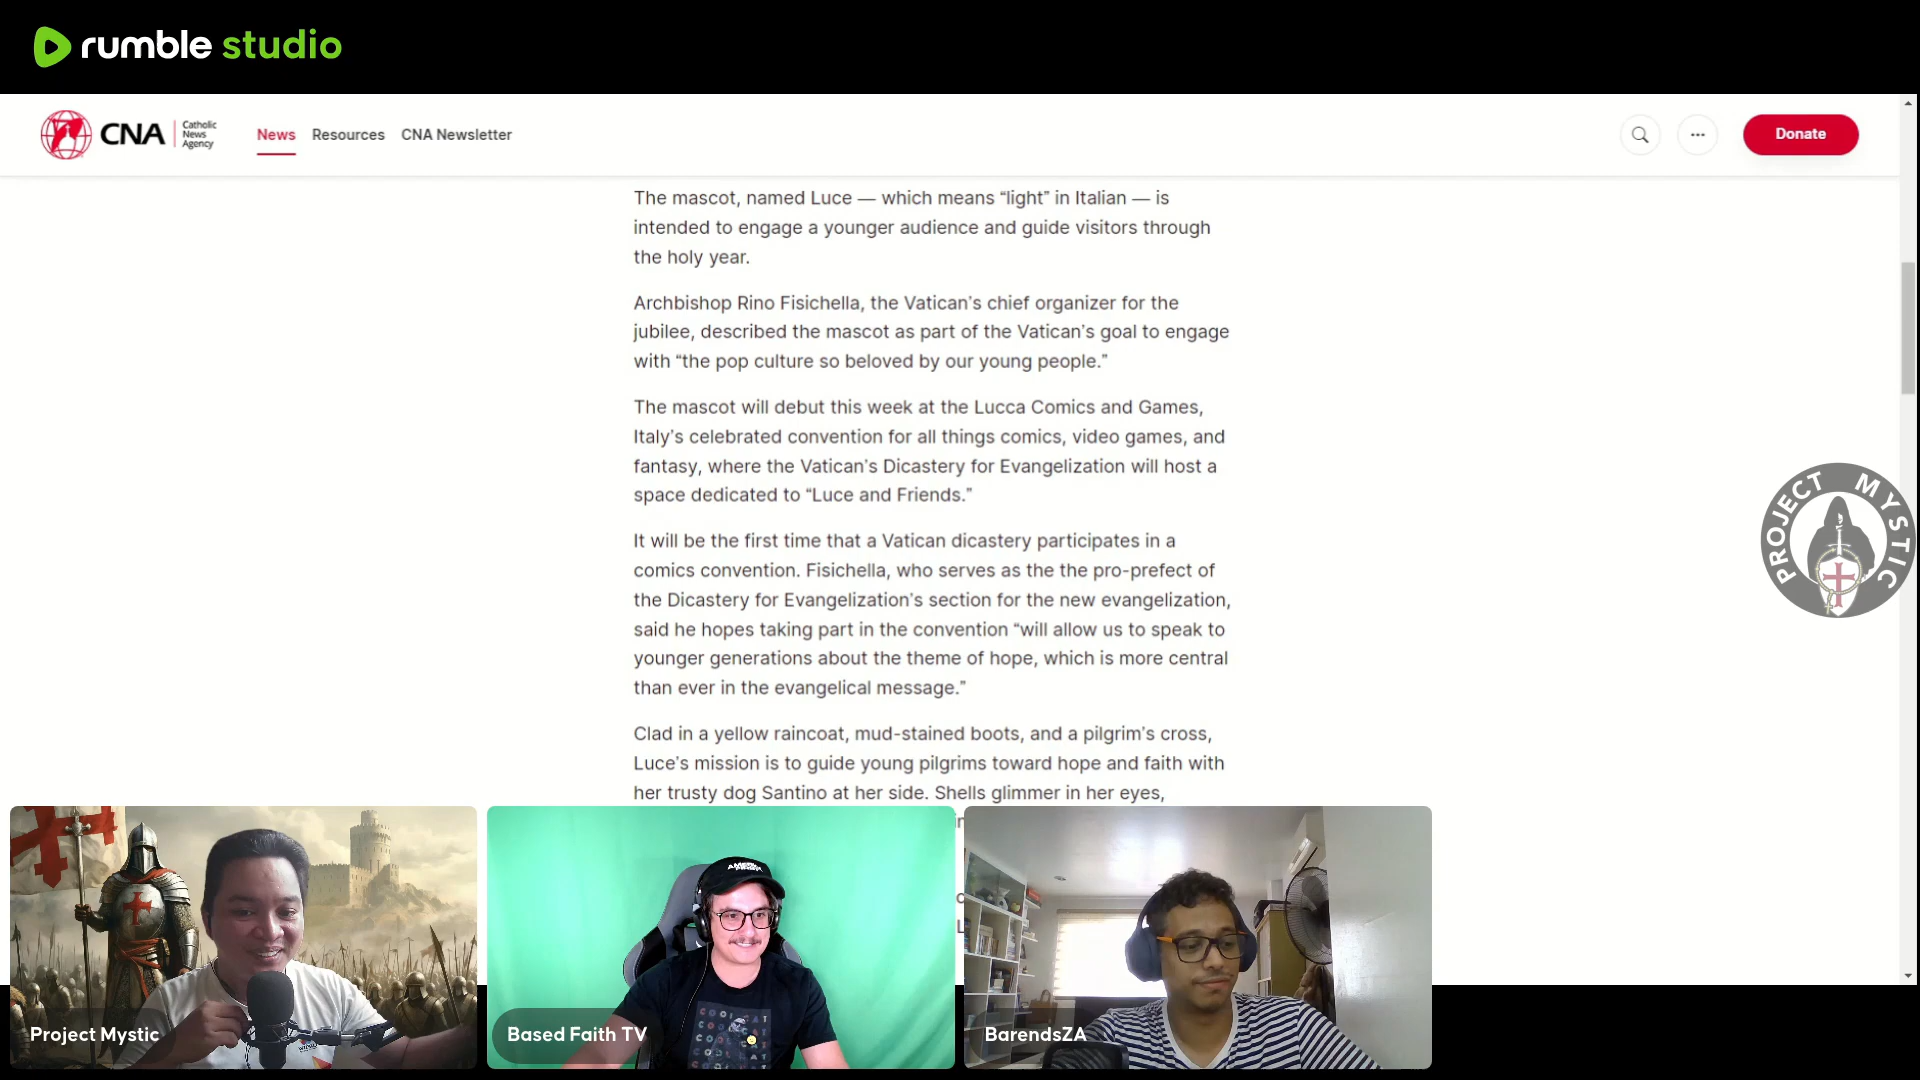 rumble studio
CNA
Catholic
News
Agency
News
Resources
CNA Newsletter
Donate
The mascot, named Luce — which means “light” in Italian — is
intended to engage a younger audience and guide visitors through
the holy year.
Archbishop Rino Fisichella, the Vatican’s chief organizer for the
jubilee, described the mascot as part of the Vatican’s goal to engage
with “the pop culture so beloved by our young people.”
The mascot will debut this week at the Lucca Comics and Games,
Italy’s celebrated convention for all things comics, video games, and
fantasy, where the Vatican’s Dicastery for Evangelization will host a
space dedicated to “Luce and Friends.”
It will be the first time that a Vatican dicastery participates in a
comics convention. Fisichella, who serves as the the pro-prefect of
the Dicastery for Evangelization’s section for the new evangelization,
said he hopes taking part in the convention “will allow us to speak to
younger generations about the theme of hope, which is more central
than ever in the evangelical message.”
Clad in a yellow raincoat, mud-stained boots, and a pilgrim’s cross,
Luce’s mission is to guide young pilgrims toward hope and faith with
her trusty dog Santino at her side. Shells glimmer in her eyes,
PROJECT MYSTIC
Project Mystic
Based Faith TV
BarendsZA